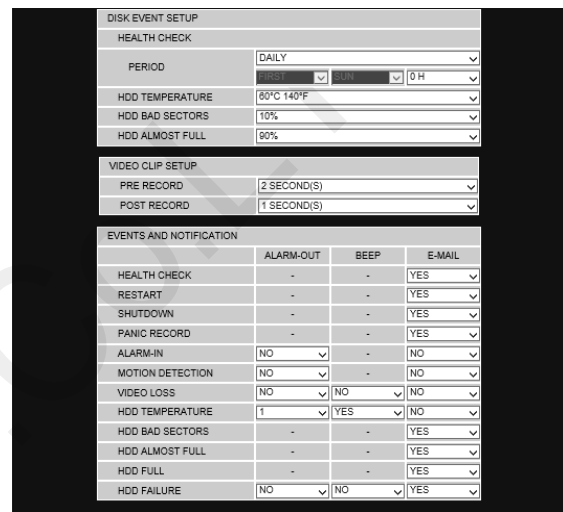 DISK EVENT SETUP
HEALTH CHECK
PERIOD DAILY
FIRST SUN 0 H
HDD TEMPERATURE 60°C 140°F
HDD BAD SECTORS 10%
HDD ALMOST FULL 90%
VIDEO CLIP SETUP
PRE RECORD 2 SECOND(S)
POST RECORD 1 SECOND(S)
EVENTS AND NOTIFICATION
ALARM-OUT BEEP E-MAIL
HEALTH CHECK - - YES
RESTART - - YES
SHUTDOWN - - YES
PANIC RECORD - - YES
ALARM-IN NO - NO
MOTION DETECTION NO - NO
VIDEO LOSS NO NO NO
HDD TEMPERATURE 1 YES NO
HDD BAD SECTORS - - YES
HDD ALMOST FULL - - YES
HDD FULL - - YES
HDD FAILURE NO NO YES